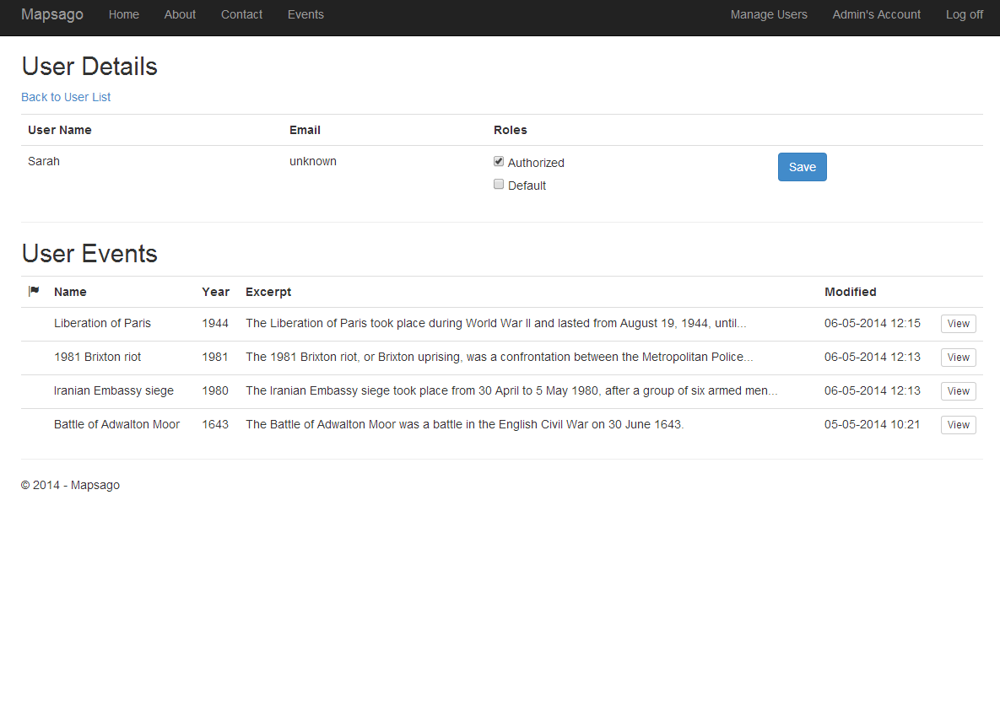 Mapsago Home About Contact Events Manage Users Admin's Account Log off
User Details
Back to User List
User Name Email Roles
Sarah unknown Authorized Save
Default
User Events
Name Year Excerpt Modified
Liberation of Paris 1944 The Liberation of Paris took place during World War II and lasted from August 19, 1944, until... 06-05-2014 12:15 View
1981 Brixton riot 1981 The 1981 Brixton riot, or Brixton uprising, was a confrontation between the Metropolitan Police... 06-05-2014 12:13 View
Iranian Embassy siege 1980 The Iranian Embassy siege took place from 30 April to 5 May 1980, after a group of six armed men... 06-05-2014 12:13 View
Battle of Adwalton Moor 1643 The Battle of Adwalton Moor was a battle in the English Civil War on 30 June 1643. 05-05-2014 10:21 View
© 2014 - Mapsago